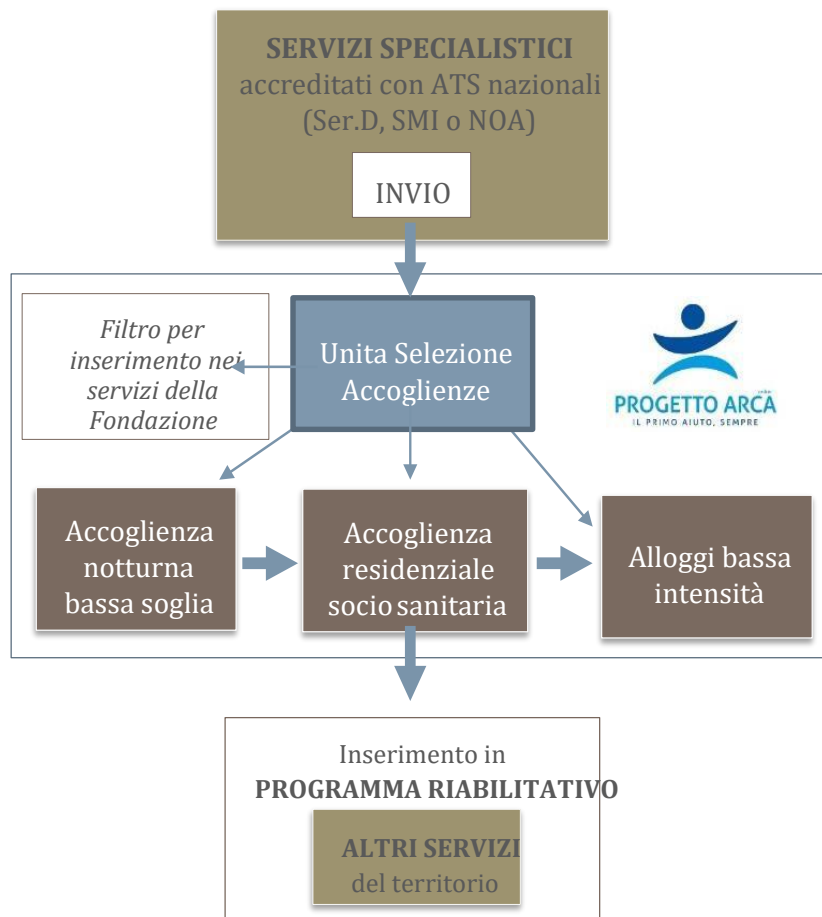 SERVIZI SPECIALISTICI
accreditati con ATS nazionali
(Ser.D, SMI o NOA)
INVIO
Filtro per
inserimento nei
servizi della
Fondazione
Unita Selezione
Accoglienze
PROGETTO ARCA
IL PRIMO AIUTO, SEMPRE
Accoglienza
notturna
bassa soglia
Accoglienza
residenziale
socio sanitaria
Alloggi bassa
intensità
Inserimento in
PROGRAMMA RIABILITATIVO
ALTRI SERVIZI
del territorio